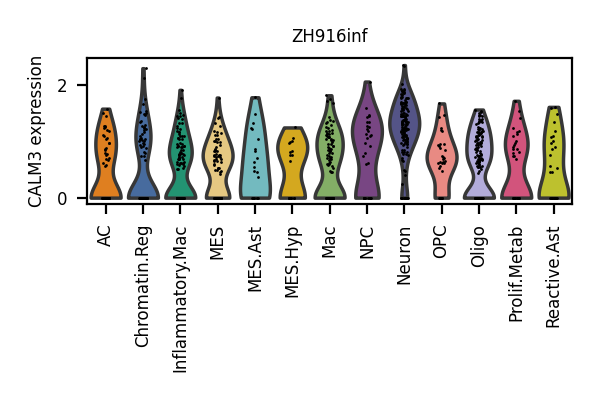 ZH916inf
CALM3 expression
2
0
AC
Chromatin.Reg
Inflammatory.Mac
MES
MES.Ast
MES.Hyp
Mac
NPC
Neuron
OPC
Oligo
Prolif.Metab
Reactive.Ast